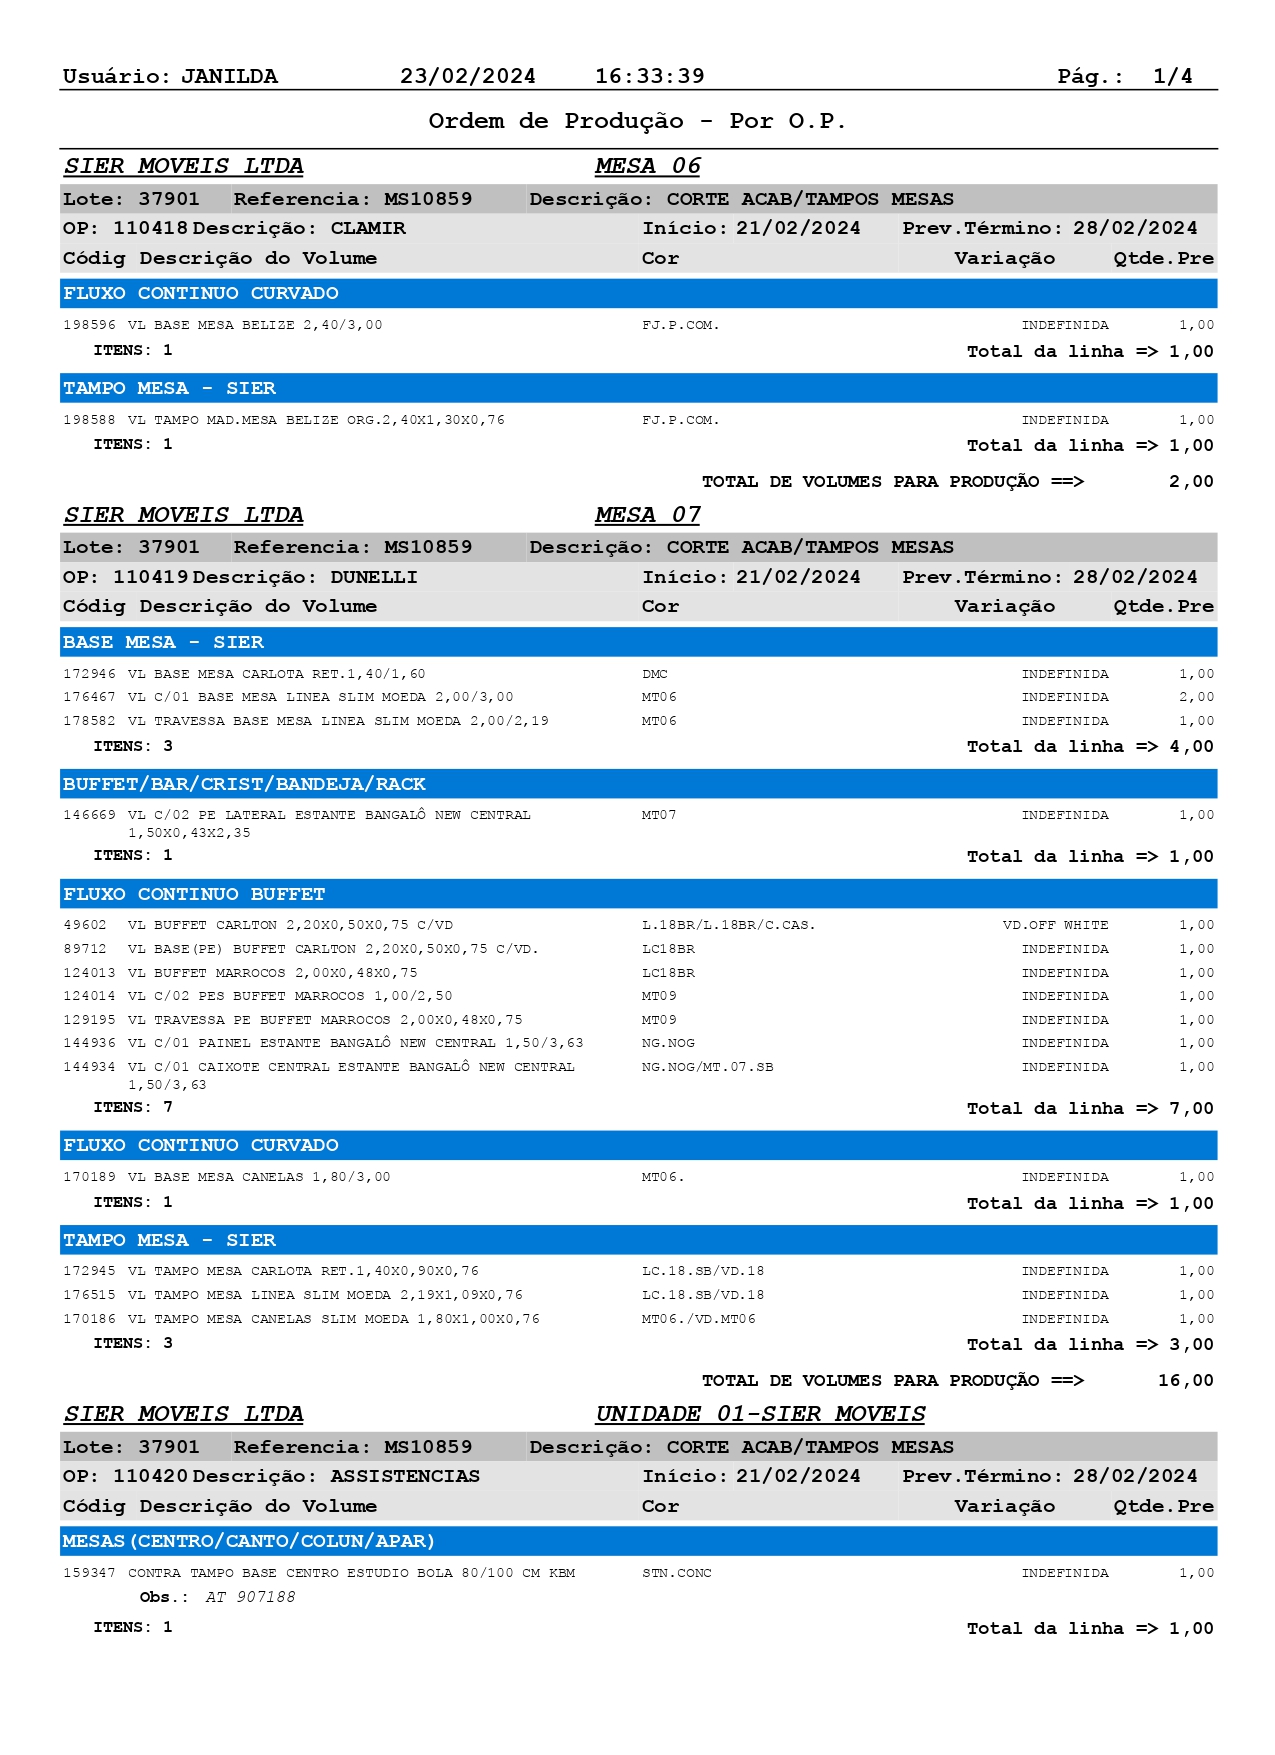 Usuário: JANILDA 23/02/2024 16:33:39 Pág.: 1/4
Ordem de Produção - Por O.P.
SIER MOVEIS LTDA MESA 06
Lote: 37901 Referencia: MS10859 Descrição: CORTE ACAB/TAMPOS MESAS
OP: 110418 Descrição: CLAMIR Início: 21/02/2024 Prev.Término: 28/02/2024
Códig Descrição do Volume Cor Variação Qtde.Pre
FLUXO CONTINUO CURVADO
198596 VL BASE MESA BELIZE 2,40/3,00 FJ.P.COM. INDEFINIDA 1,00
ITENS: 1 Total da linha => 1,00
TAMPO MESA - SIER
198588 VL TAMPO MAD.MESA BELIZE ORG.2,40X1,30X0,76 FJ.P.COM. INDEFINIDA 1,00
ITENS: 1 Total da linha => 1,00
TOTAL DE VOLUMES PARA PRODUÇÃO ==> 2,00
SIER MOVEIS LTDA MESA 07
Lote: 37901 Referencia: MS10859 Descrição: CORTE ACAB/TAMPOS MESAS
OP: 110419 Descrição: DUNELLI Início: 21/02/2024 Prev.Término: 28/02/2024
Códig Descrição do Volume Cor Variação Qtde.Pre
BASE MESA - SIER
172946 VL BASE MESA CARLOTA RET.1,40/1,60 DMC INDEFINIDA 1,00
176467 VL C/01 BASE MESA LINEA SLIM MOEDA 2,00/3,00 MT06 INDEFINIDA 2,00
178582 VL TRAVESSA BASE MESA LINEA SLIM MOEDA 2,00/2,19 MT06 INDEFINIDA 1,00
ITENS: 3 Total da linha => 4,00
BUFFET/BAR/CRIST/BANDEJA/RACK
146669 VL C/02 PE LATERAL ESTANTE BANGALÔ NEW CENTRAL MT07 INDEFINIDA 1,00
1,50X0,43X2,35
ITENS: 1 Total da linha => 1,00
FLUXO CONTINUO BUFFET
49602 VL BUFFET CARLTON 2,20X0,50X0,75 C/VD L.18BR/L.18BR/C.CAS. VD.OFF WHITE 1,00
89712 VL BASE(PE) BUFFET CARLTON 2,20X0,50X0,75 C/VD. LC18BR INDEFINIDA 1,00
124013 VL BUFFET MARROCOS 2,00X0,48X0,75 LC18BR INDEFINIDA 1,00
124014 VL C/02 PES BUFFET MARROCOS 1,00/2,50 MT09 INDEFINIDA 1,00
129195 VL TRAVESSA PE BUFFET MARROCOS 2,00X0,48X0,75 MT09 INDEFINIDA 1,00
144936 VL C/01 PAINEL ESTANTE BANGALÔ NEW CENTRAL 1,50/3,63 NG.NOG INDEFINIDA 1,00
144934 VL C/01 CAIXOTE CENTRAL ESTANTE BANGALÔ NEW CENTRAL NG.NOG/MT.07.SB INDEFINIDA 1,00
1,50/3,63
ITENS: 7 Total da linha => 7,00
FLUXO CONTINUO CURVADO
170189 VL BASE MESA CANELAS 1,80/3,00 MT06. INDEFINIDA 1,00
ITENS: 1 Total da linha => 1,00
TAMPO MESA - SIER
172945 VL TAMPO MESA CARLOTA RET.1,40X0,90X0,76 LC.18.SB/VD.18 INDEFINIDA 1,00
176515 VL TAMPO MESA LINEA SLIM MOEDA 2,19X1,09X0,76 LC.18.SB/VD.18 INDEFINIDA 1,00
170186 VL TAMPO MESA CANELAS SLIM MOEDA 1,80X1,00X0,76 MT06./VD.MT06 INDEFINIDA 1,00
ITENS: 3 Total da linha => 3,00
TOTAL DE VOLUMES PARA PRODUÇÃO ==> 16,00
SIER MOVEIS LTDA UNIDADE 01-SIER MOVEIS
Lote: 37901 Referencia: MS10859 Descrição: CORTE ACAB/TAMPOS MESAS
OP: 110420 Descrição: ASSISTENCIAS Início: 21/02/2024 Prev.Término: 28/02/2024
Códig Descrição do Volume Cor Variação Qtde.Pre
MESAS(CENTRO/CANTO/COLUN/APAR)
159347 CONTRA TAMPO BASE CENTRO ESTUDIO BOLA 80/100 CM KBM STN.CONC INDEFINIDA 1,00
Obs.: AT 907188
ITENS: 1 Total da linha => 1,00